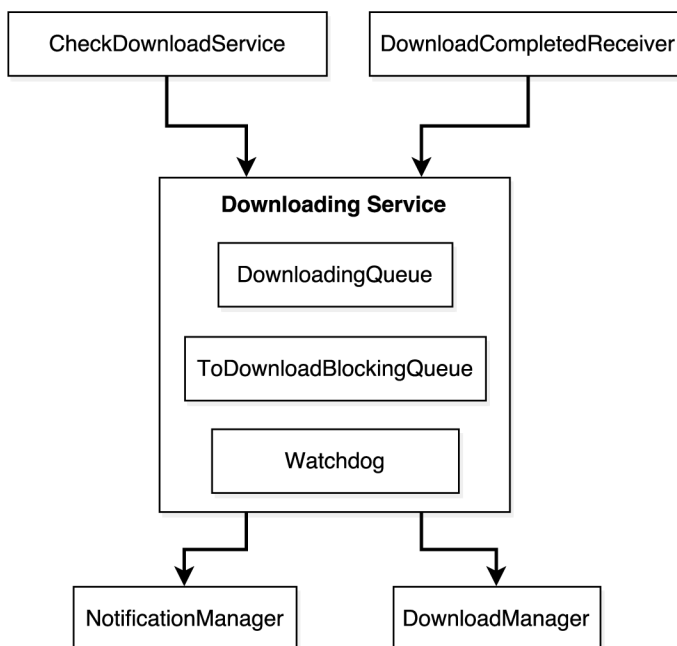 CheckDownloadService
DownloadCompletedReceiver
Downloading Service
DownloadingQueue
ToDownloadBlockingQueue
Watchdog
NotificationManager
DownloadManager